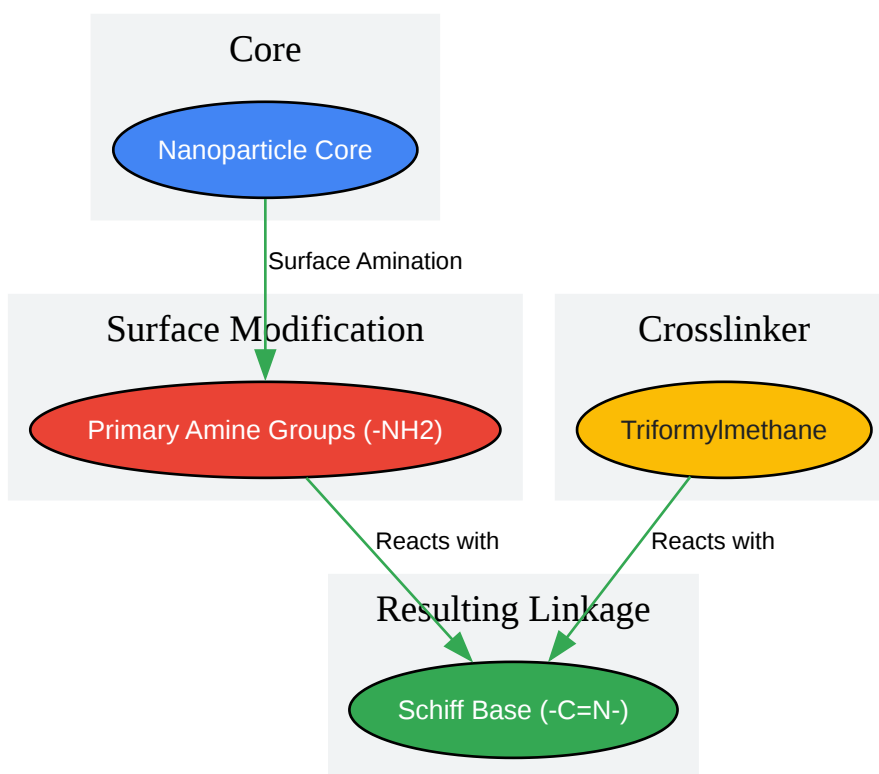 Core
Nanoparticle Core
Surface Amination
Surface Modification
Crosslinker
Primary Amine Groups (-NH2)
Triformylmethane
Reacts with
Reacts with
Resulting Linkage
Schiff Base (-C=N-)